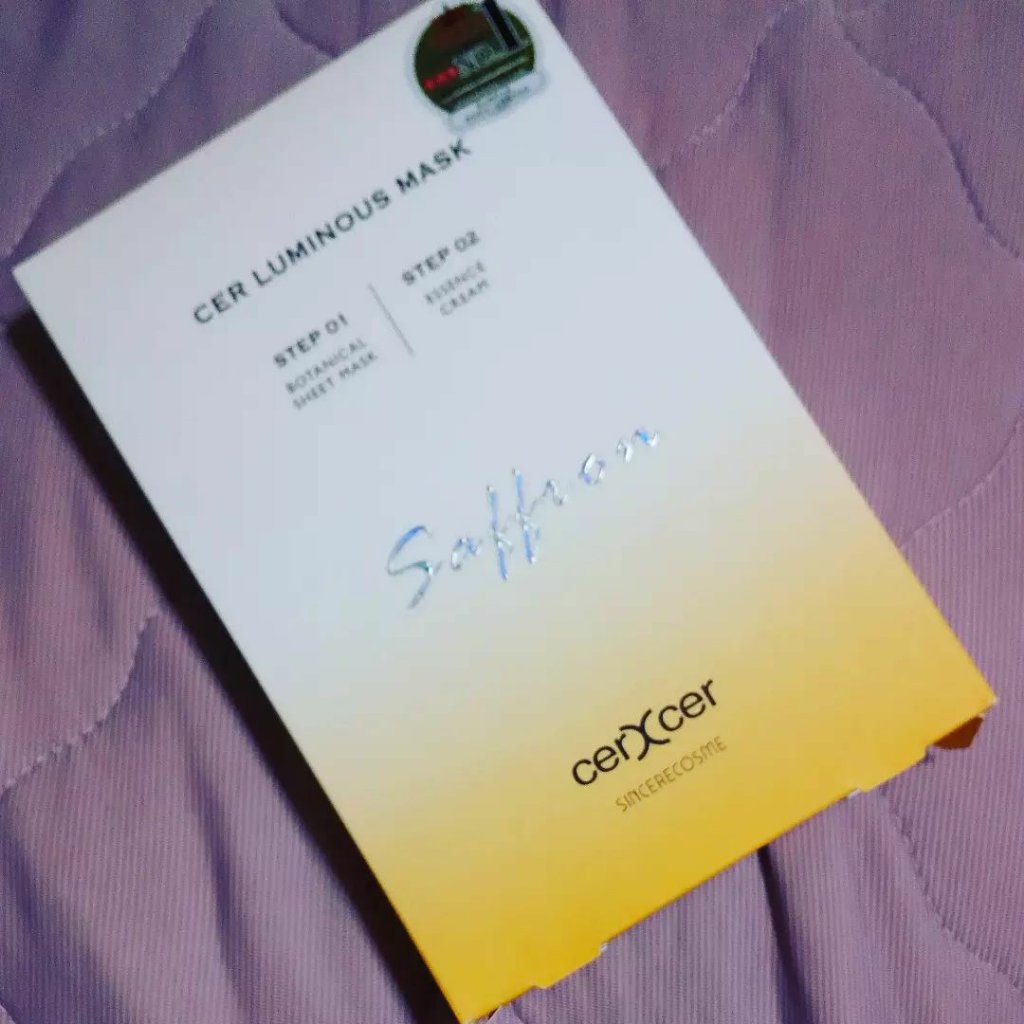 CER LUMINOUS MASK
STEP 01
BOTANICAL
SHEET MASK
STEP 02
ESSENCE
CREAM
Saffron
cerXcer
SINCERECOSME